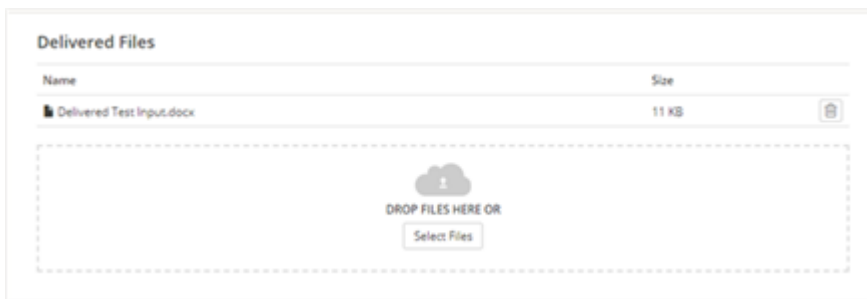 Delivered Files
Name Size
Delivered Test Input.docx 11 KB
DROP FILES HERE OR
Select Files